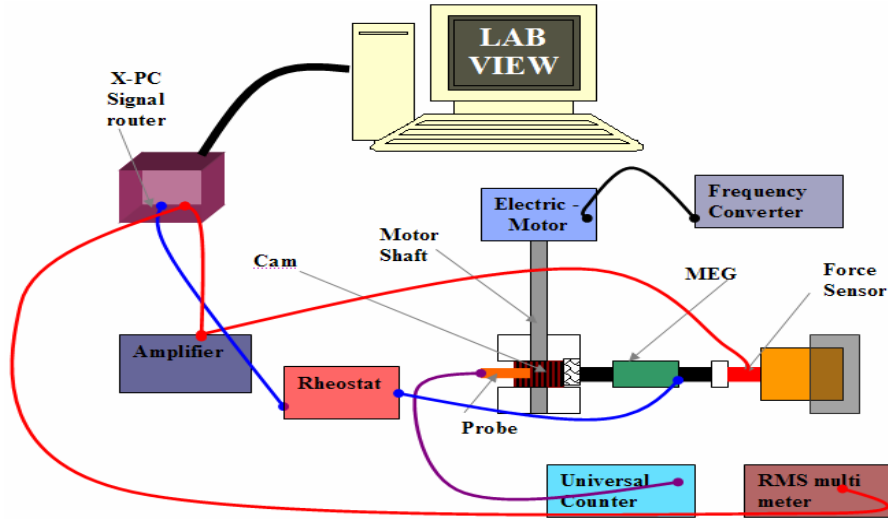 LAB
VIEW
X-PC
Signal
router
Electric -
Motor
Frequency
Converter
Motor
Shaft
Cam
MEG
Force
Sensor
Amplifier
Rheostat
Probe
Universal
Counter
RMS multi
meter